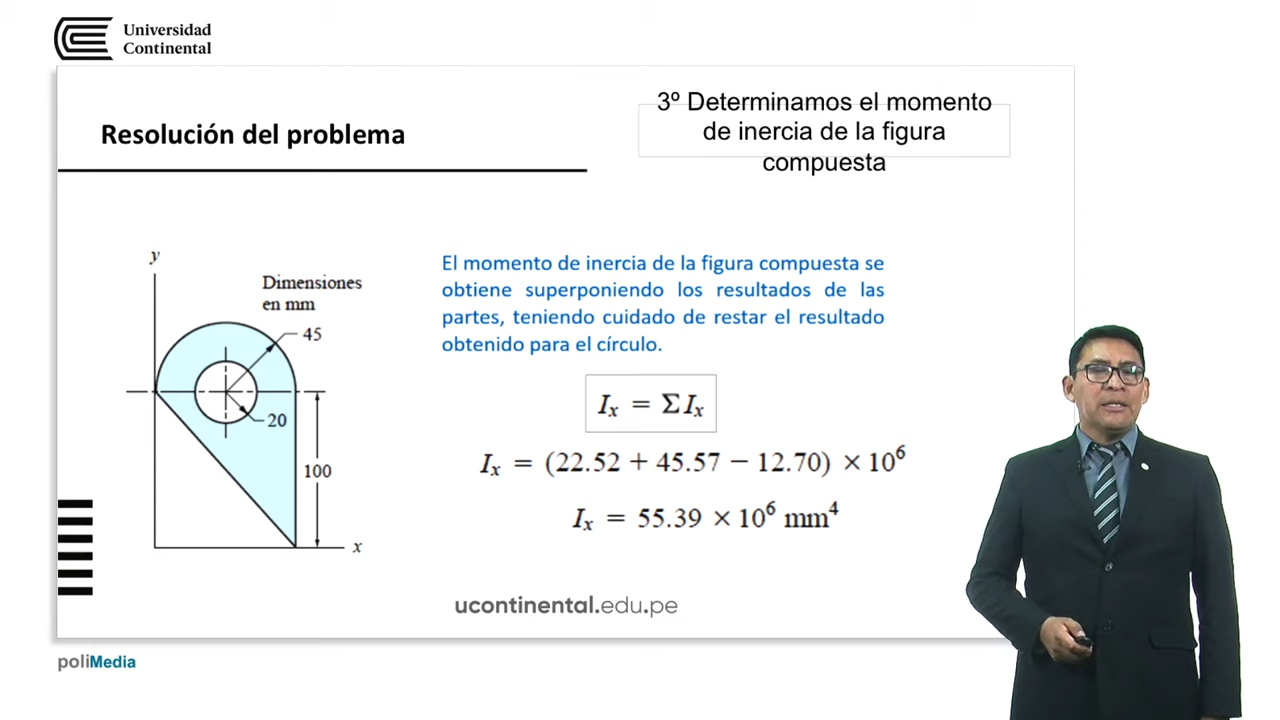 Universidad
Continental
Resolución del problema
3º Determinamos el momento
de inercia de la figura
compuesta
y
Dimensiones
en mm
45
20
100
x
El momento de inercia de la figura compuesta se
obtiene superponiendo los resultados de las
partes, teniendo cuidado de restar el resultado
obtenido para el círculo.
Iₓ = ΣIₓ
Iₓ = (22.52 + 45.57 − 12.70) × 10⁶
Iₓ = 55.39 × 10⁶ mm⁴
ucontinental.edu.pe
poliMedia